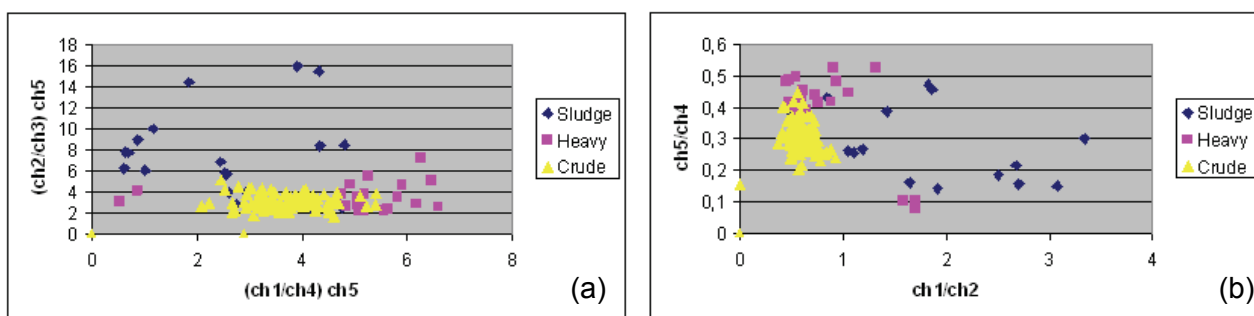 18
16
14
12
10
8
6
4
2
0
(ch2/ch3) ch5
0 2 4 6 8
(ch1/ch4) ch5
Sludge
Heavy
Crude
(a)
0,6
0,5
0,4
0,3
0,2
0,1
0
ch5/ch4
0 1 2 3 4
ch1/ch2
Sludge
Heavy
Crude
(b)